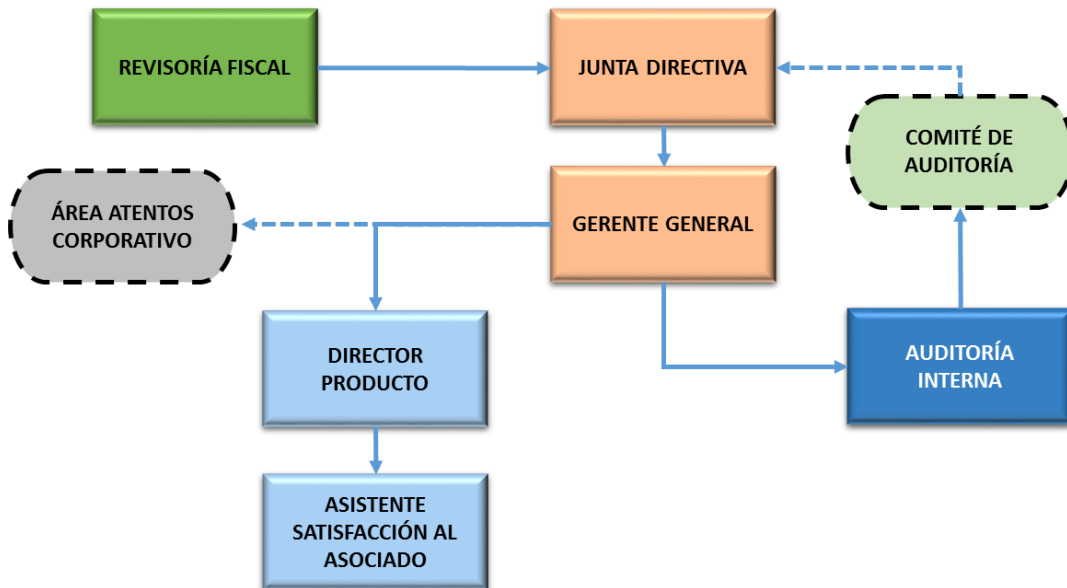 REVISORÍA FISCAL
JUNTA DIRECTIVA
COMITÉ DE
AUDITORÍA
ÁREA ATENTOS
CORPORATIVO
GERENTE GENERAL
DIRECTOR
PRODUCTO
AUDITORÍA
INTERNA
ASISTENTE
SATISFACCIÓN AL
ASOCIADO